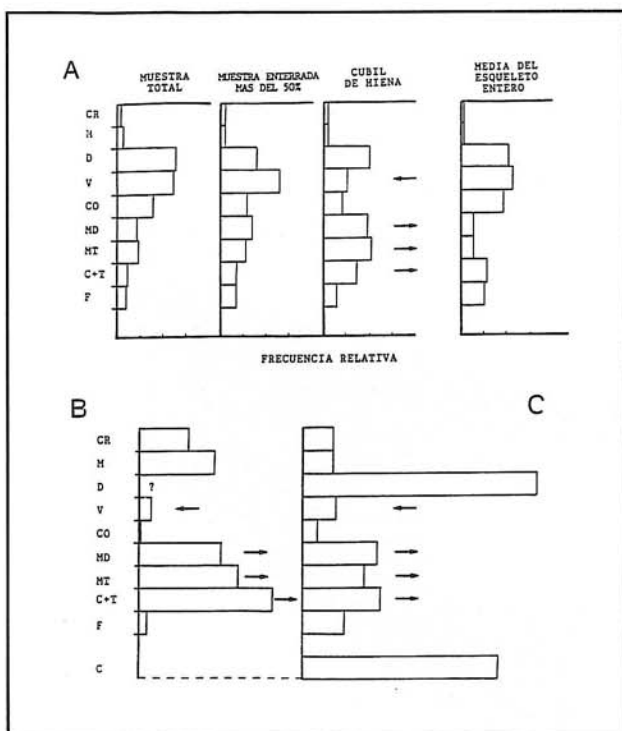 A
MUESTRA
TOTAL
MUESTRA ENTERRADA
MAS DEL 50%
CUBIL
DE HIENA
MEDIA DEL
ESQUELETO
ENTERO
CR
M
D
V
CO
MD
MT
C+T
F
FRECUENCIA RELATIVA
B
C
CR
M
D
?
V
CO
MD
MT
C+T
F
C